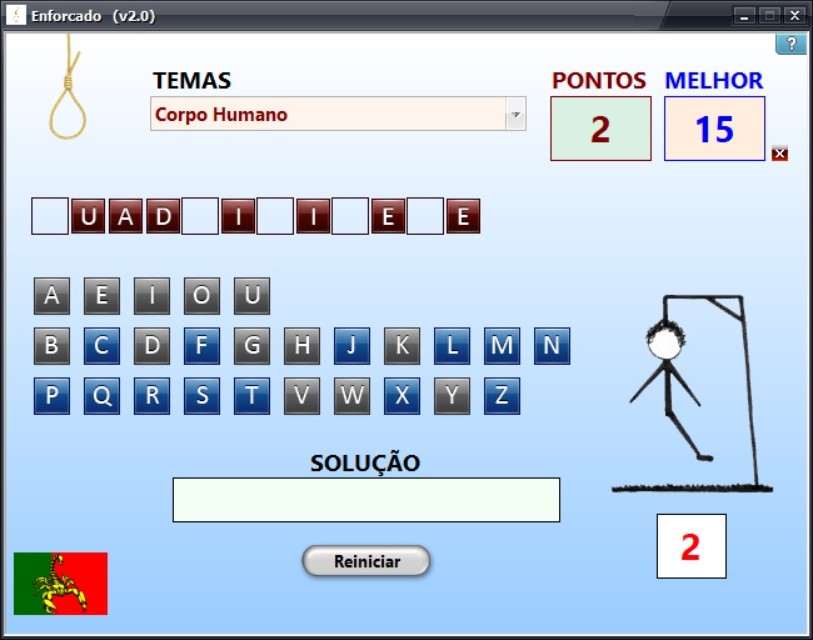 Enforcado (v2.0)
?
TEMAS
PONTOS MELHOR
Corpo Humano
2 15
U A D I I E E
A E I O U
B C D F G H J K L M N
P Q R S T V W X Y Z
SOLUÇÃO
2
Reiniciar